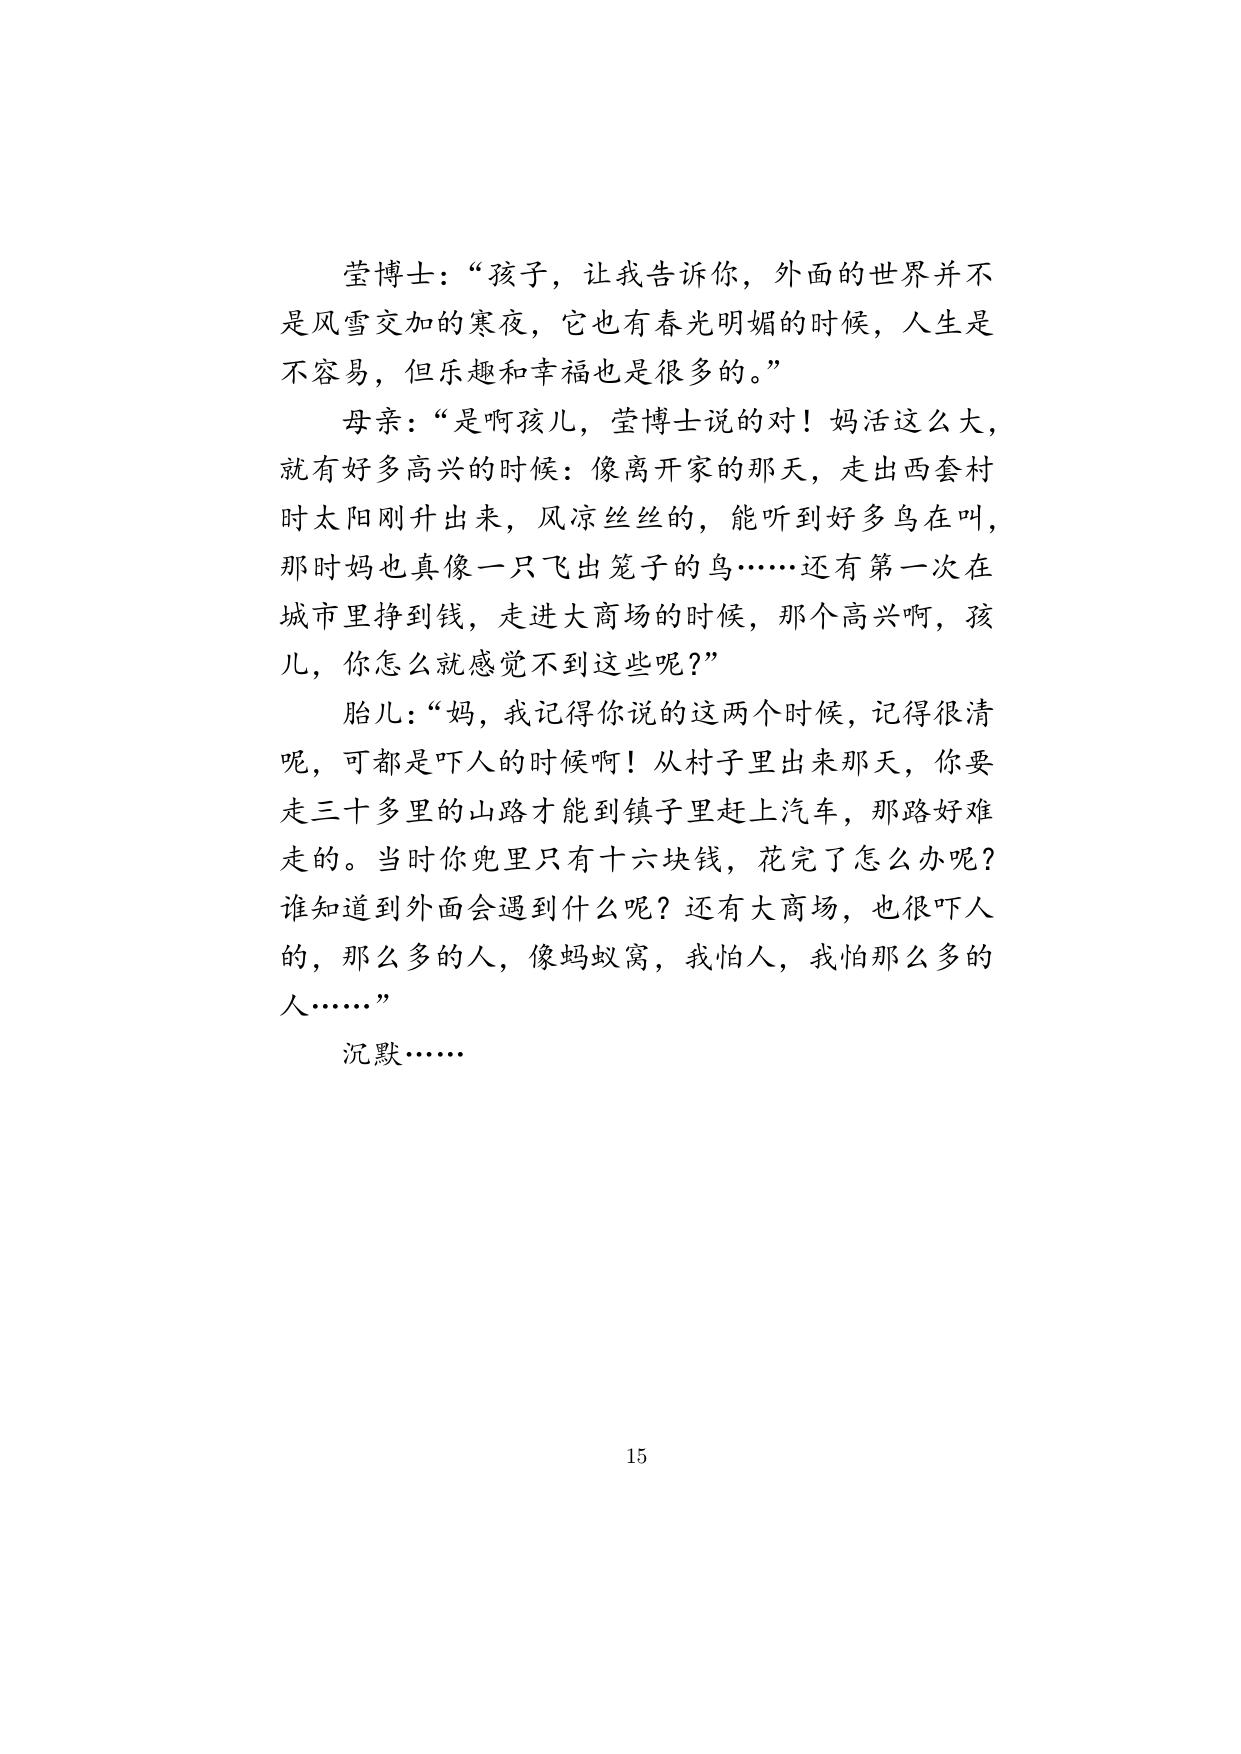 莹博士：“孩子，让我告诉你，外面的世界并不
是风雪交加的寒夜，它也有春光明媚的时候，人生是
不容易，但乐趣和幸福也是很多的。”
母亲：“是啊孩儿，莹博士说的对！妈活这么大，
就有好多高兴的时候：像离开家的那天，走出西套村
时太阳刚升出来，风凉丝丝的，能听到好多鸟在叫，
那时妈也真像一只飞出笼子的鸟……还有第一次在
城市里挣到钱，走进大商场的时候，那个高兴啊，孩
儿，你怎么就感觉不到这些呢？”
胎儿：“妈，我记得你说的这两个时候，记得很清
呢，可都是吓人的时候啊！从村子里出来那天，你要
走三十多里的山路才能到镇子里赶上汽车，那路好难
走的。当时你兜里只有十六块钱，花完了怎么办呢？
谁知道到外面会遇到什么呢？还有大商场，也很吓人
的，那么多的人，像蚂蚁窝，我怕人，我怕那么多的
人……”
沉默……
15